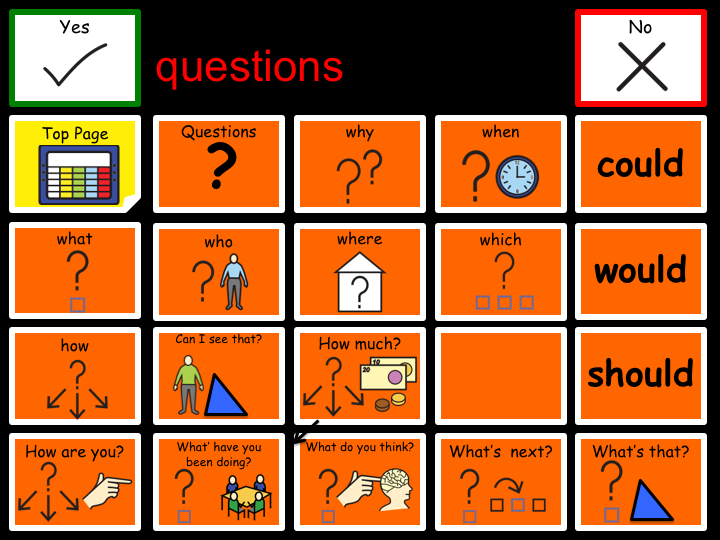 Yes
questions
No
Top Page
Questions
?
why
? ?
when
?
could
what
?
who
?
where
?
which
?
would
how
?
Can I see that?
How much?
?
20
10
should
How are you?
?
What' have you
been doing?
?
What do you think?
?
What's next?
?
What's that?
?